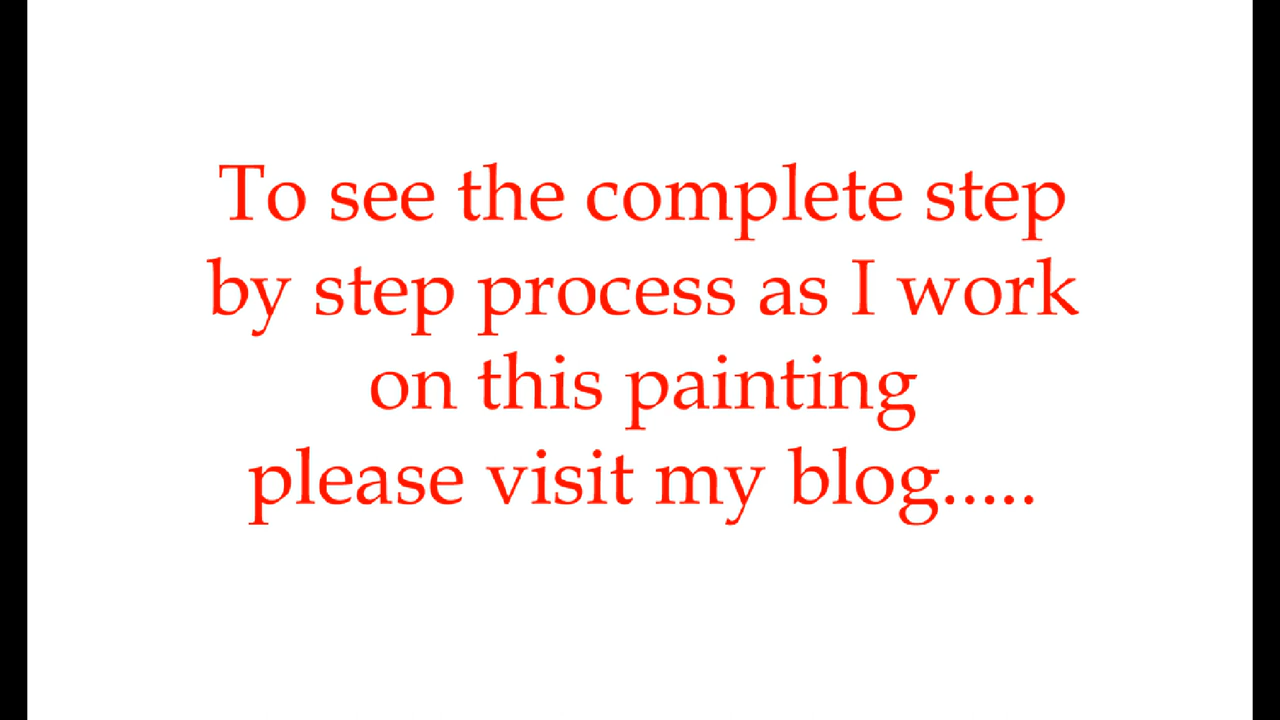 To see the complete step
by step process as I work
on this painting
please visit my blog.....